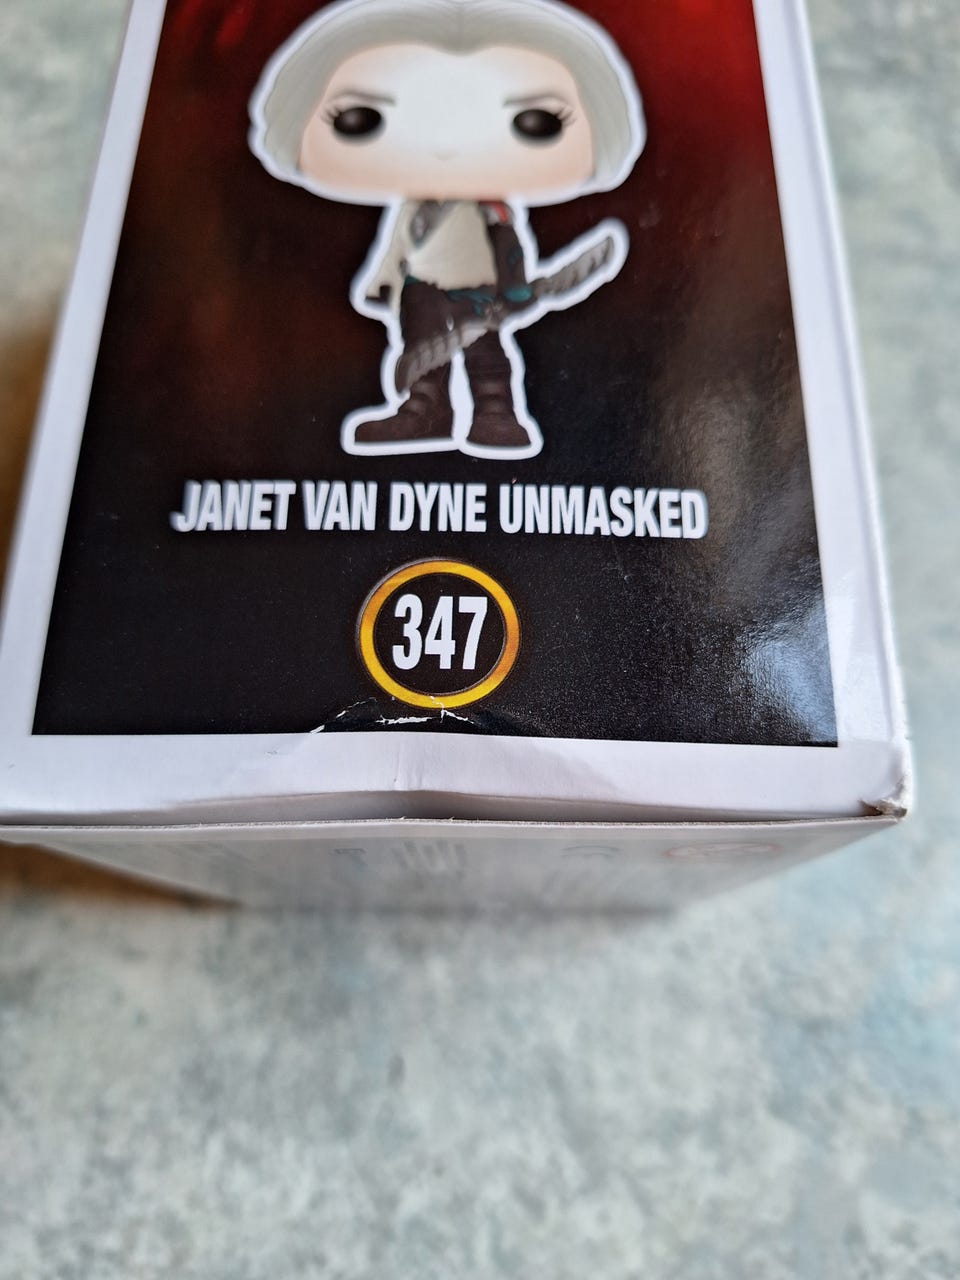 JANET VAN DYNE UNMASKED
347